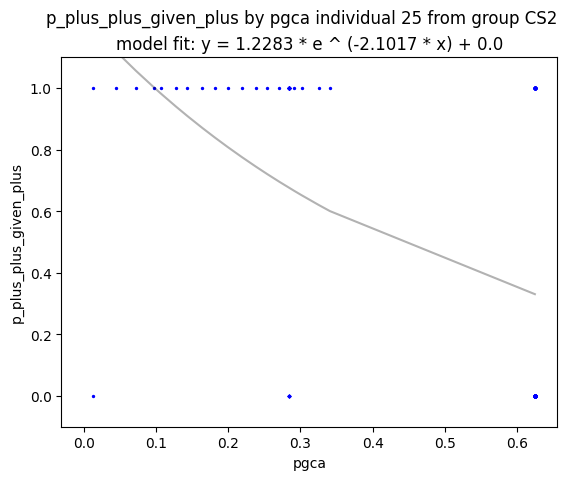 p_plus_plus_given_plus by pgca individual 25 from group CS2
model fit: y = 1.2283 * e ^ (-2.1017 * x) + 0.0
1.0
0.8
0.6
0.4
0.2
0.0
p_plus_plus_given_plus
0.0 0.1 0.2 0.3 0.4 0.5 0.6
pgca